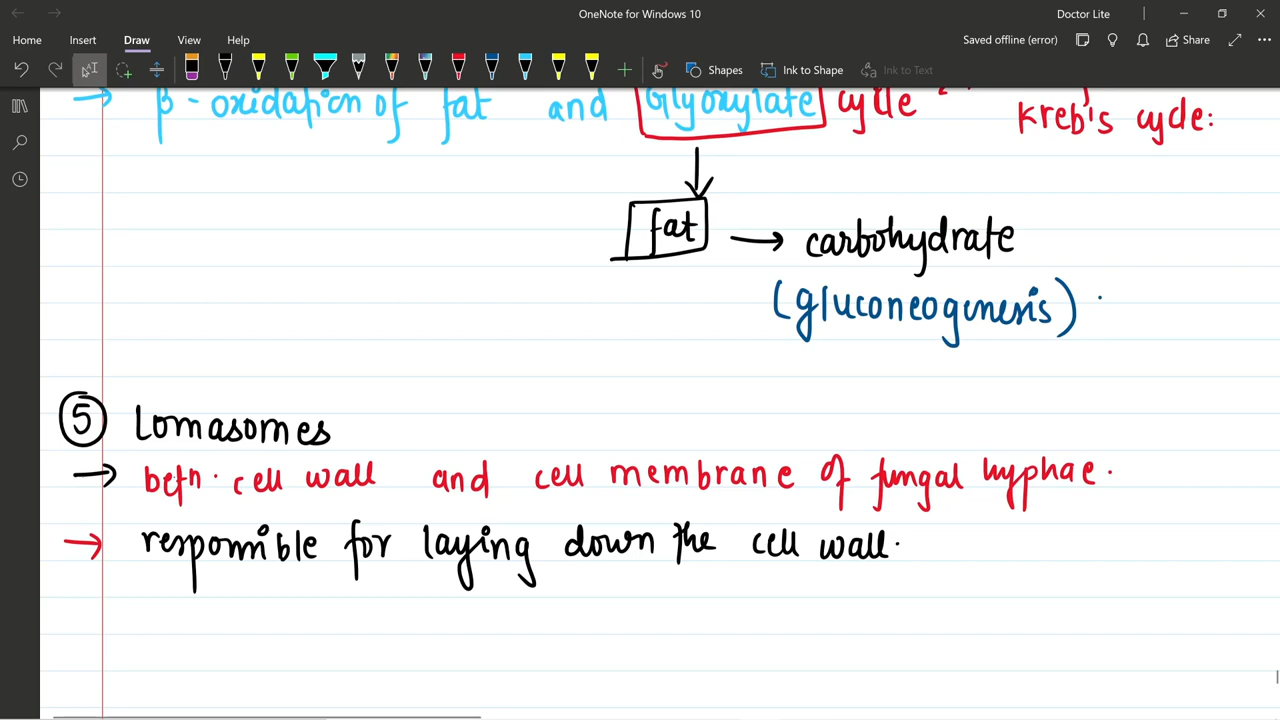 OneNote for Windows 10
Doctor Lite
Home Insert Draw View Help
Saved offline (error)
Share
Shapes
Ink to Shape
Ink to Text
→ β-oxidation of fat and Glyoxylate cycle
Kreb's cycle:
fat → carbohydrate
(gluconeogenesis)
5 Lomasomes
→ betn. cell wall and cell membrane of fungal hyphae.
→ responsible for laying down the cell wall.